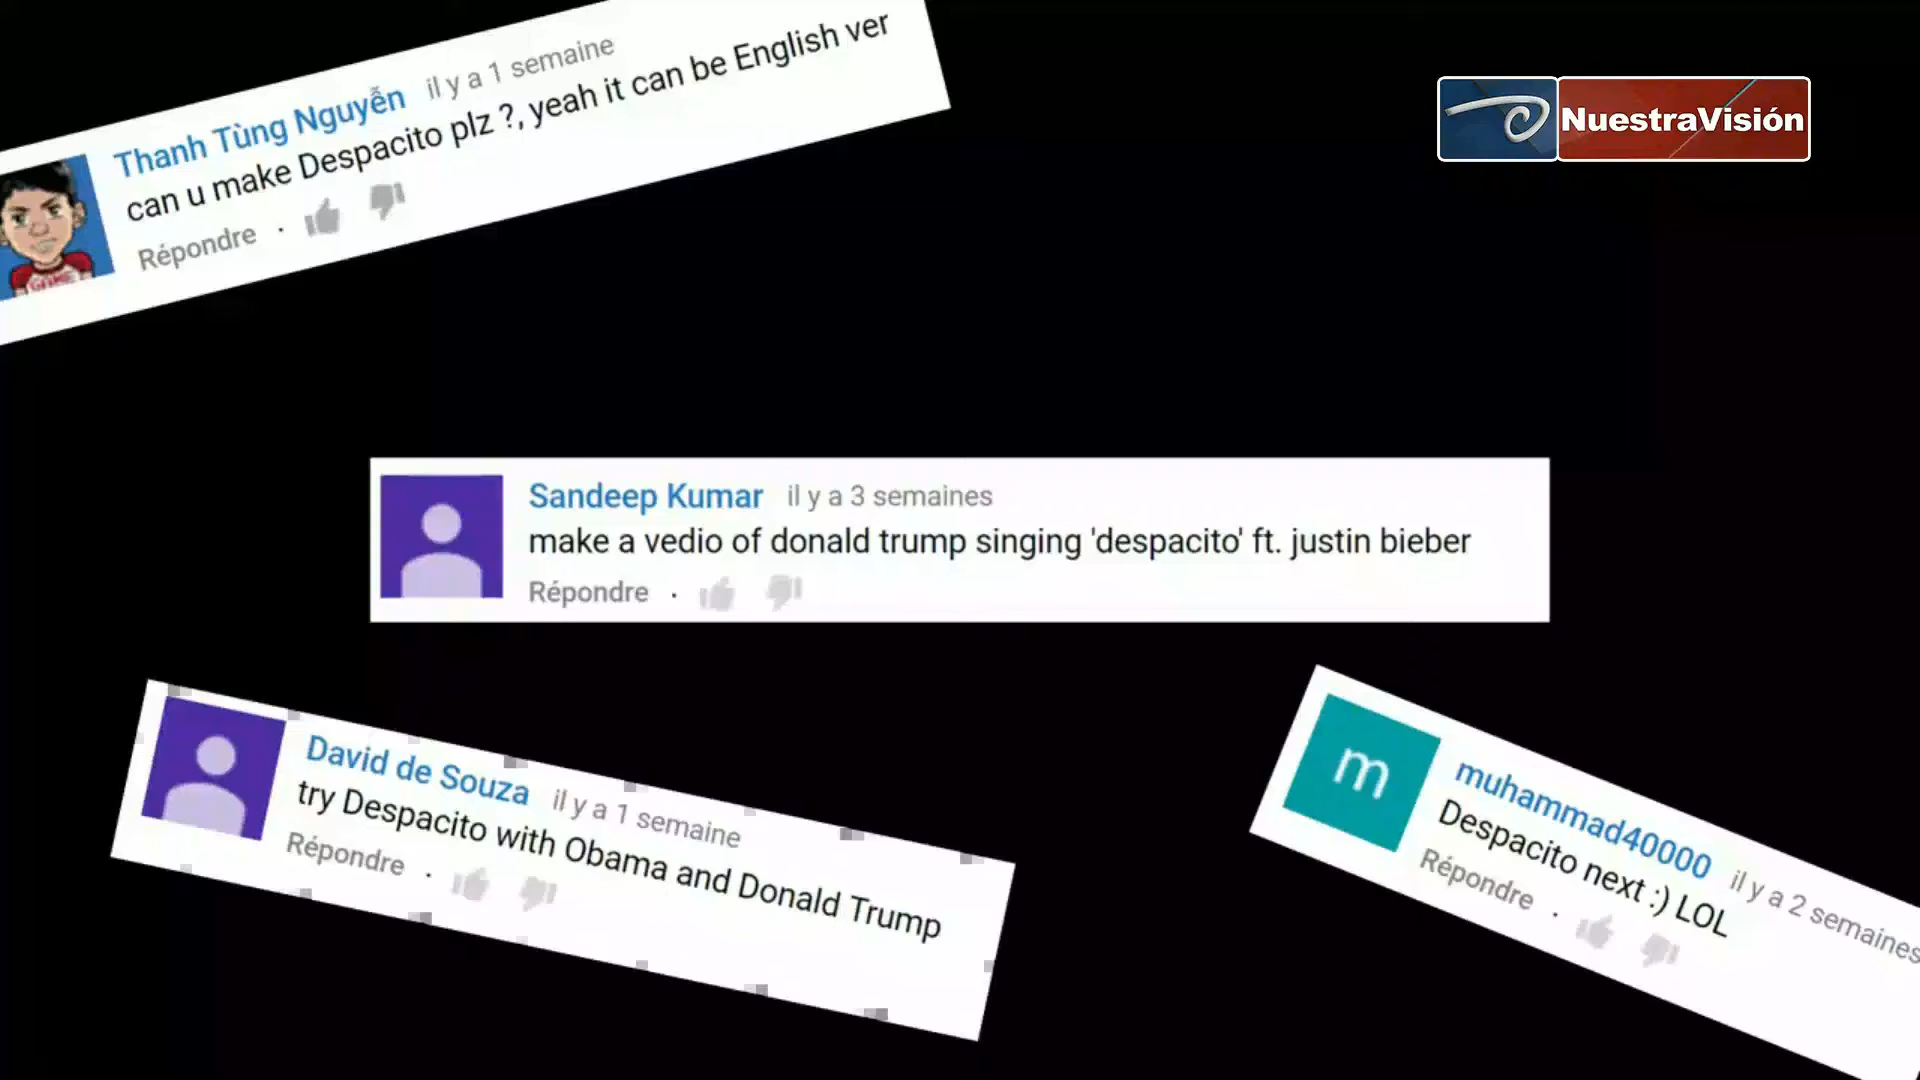 Thanh Tùng Nguyễn il y a 1 semaine
can u make Despacito plz ?, yeah it can be English ver
Répondre ·
NuestraVisión
Sandeep Kumar il y a 3 semaines
make a vedio of donald trump singing 'despacito' ft. justin bieber
Répondre ·
David de Souza il y a 1 semaine
try Despacito with Obama and Donald Trump
Répondre ·
m
muhammad40000 il y a 2 semaines
Despacito next :) LOL
Répondre ·